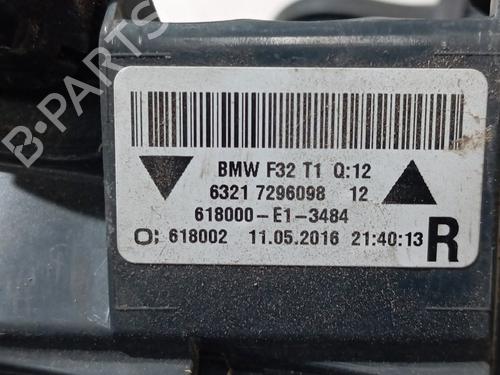 B-Parts
BMW F32 T1 Q:12
6321 7296098 12
618000-E1-3484
O; 618002 11.05.2016 21:40:13 R